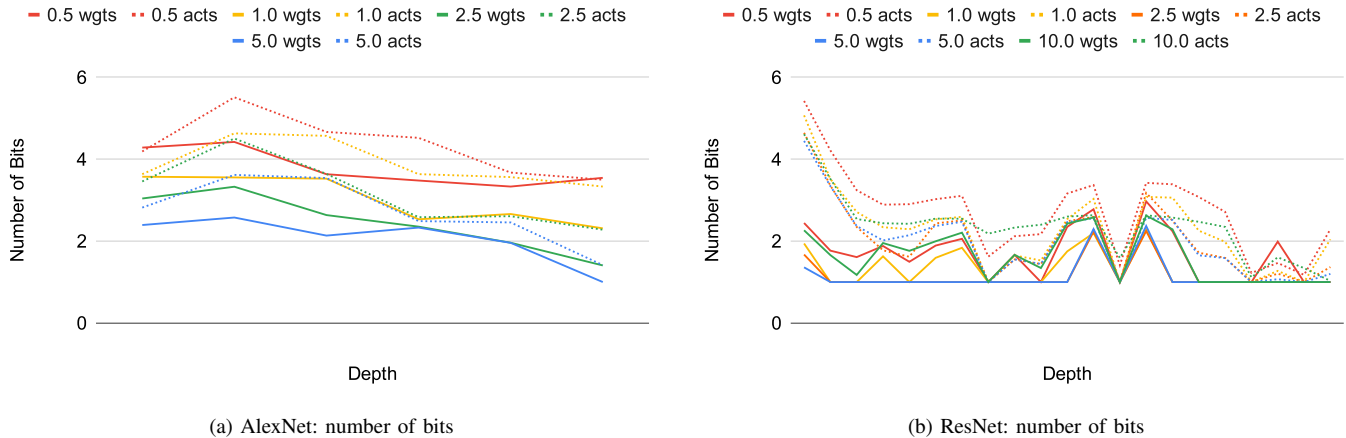 0.5 wgts 0.5 acts 1.0 wgts 1.0 acts 2.5 wgts 2.5 acts
5.0 wgts 5.0 acts
6
4
2
0
Number of Bits
Depth
(a) AlexNet: number of bits
0.5 wgts 0.5 acts 1.0 wgts 1.0 acts 2.5 wgts 2.5 acts
5.0 wgts 5.0 acts 10.0 wgts 10.0 acts
6
4
2
0
Number of Bits
Depth
(b) ResNet: number of bits